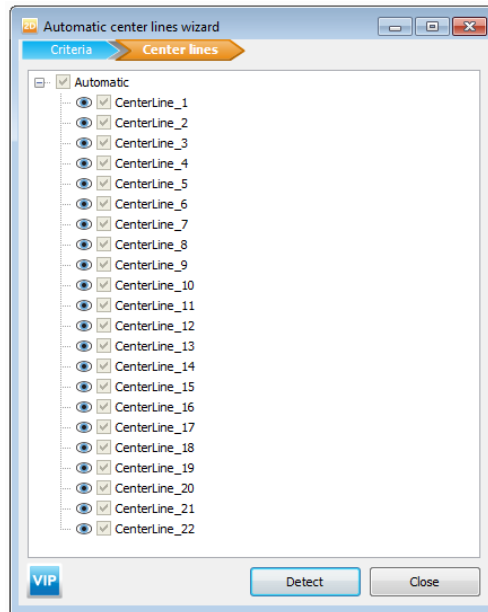 2D Automatic center lines wizard
Criteria Center lines
Automatic
CenterLine_1
CenterLine_2
CenterLine_3
CenterLine_4
CenterLine_5
CenterLine_6
CenterLine_7
CenterLine_8
CenterLine_9
CenterLine_10
CenterLine_11
CenterLine_12
CenterLine_13
CenterLine_14
CenterLine_15
CenterLine_16
CenterLine_17
CenterLine_18
CenterLine_19
CenterLine_20
CenterLine_21
CenterLine_22
VIP Detect Close